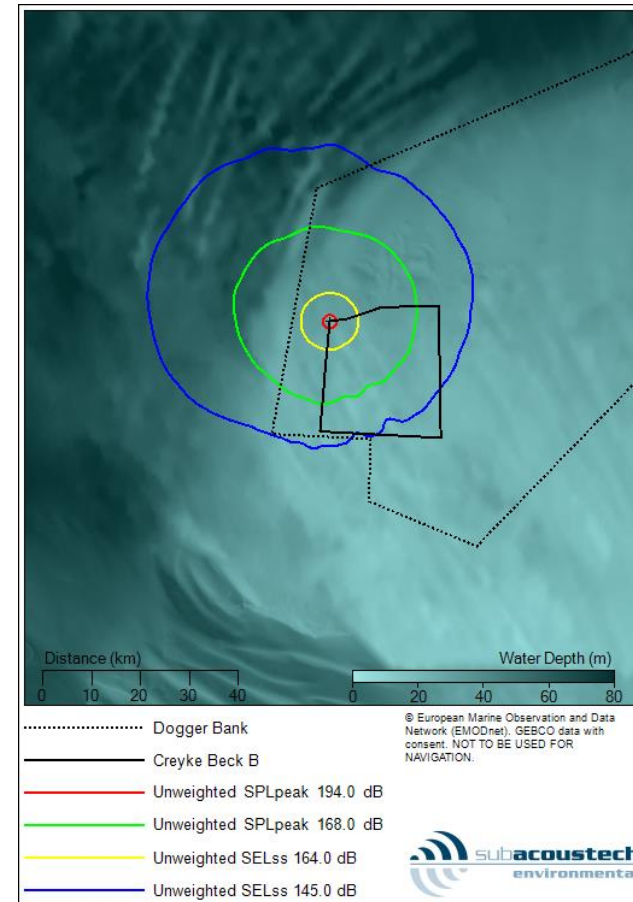 Distance (km)
0 10 20 30 40
Water Depth (m)
0 20 40 60 80
Dogger Bank
Creyke Beck B
Unweighted SPLpeak 194.0 dB
Unweighted SPLpeak 168.0 dB
Unweighted SELss 164.0 dB
Unweighted SELss 145.0 dB
© European Marine Observation and Data
Network (EMODnet). GEBCO data with
consent. NOT TO BE USED FOR
NAVIGATION.
subacoustech
environmental